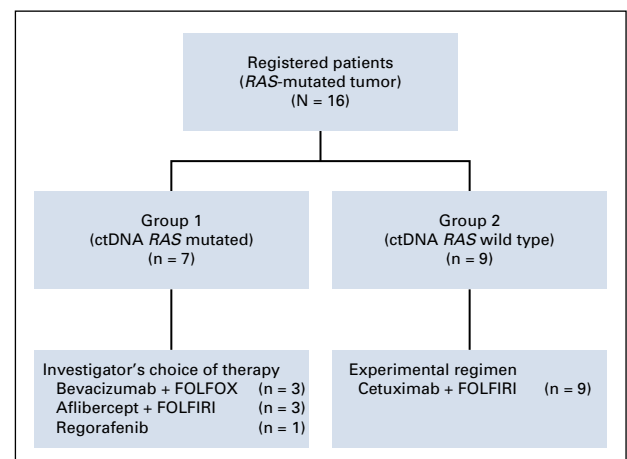 Registered patients
(RAS-mutated tumor)
(N = 16)
Group 1
(ctDNA RAS mutated)
(n = 7)
Group 2
(ctDNA RAS wild type)
(n = 9)
Investigator's choice of therapy
Bevacizumab + FOLFOX (n = 3)
Aflibercept + FOLFIRI (n = 3)
Regorafenib (n = 1)
Experimental regimen
Cetuximab + FOLFIRI (n = 9)